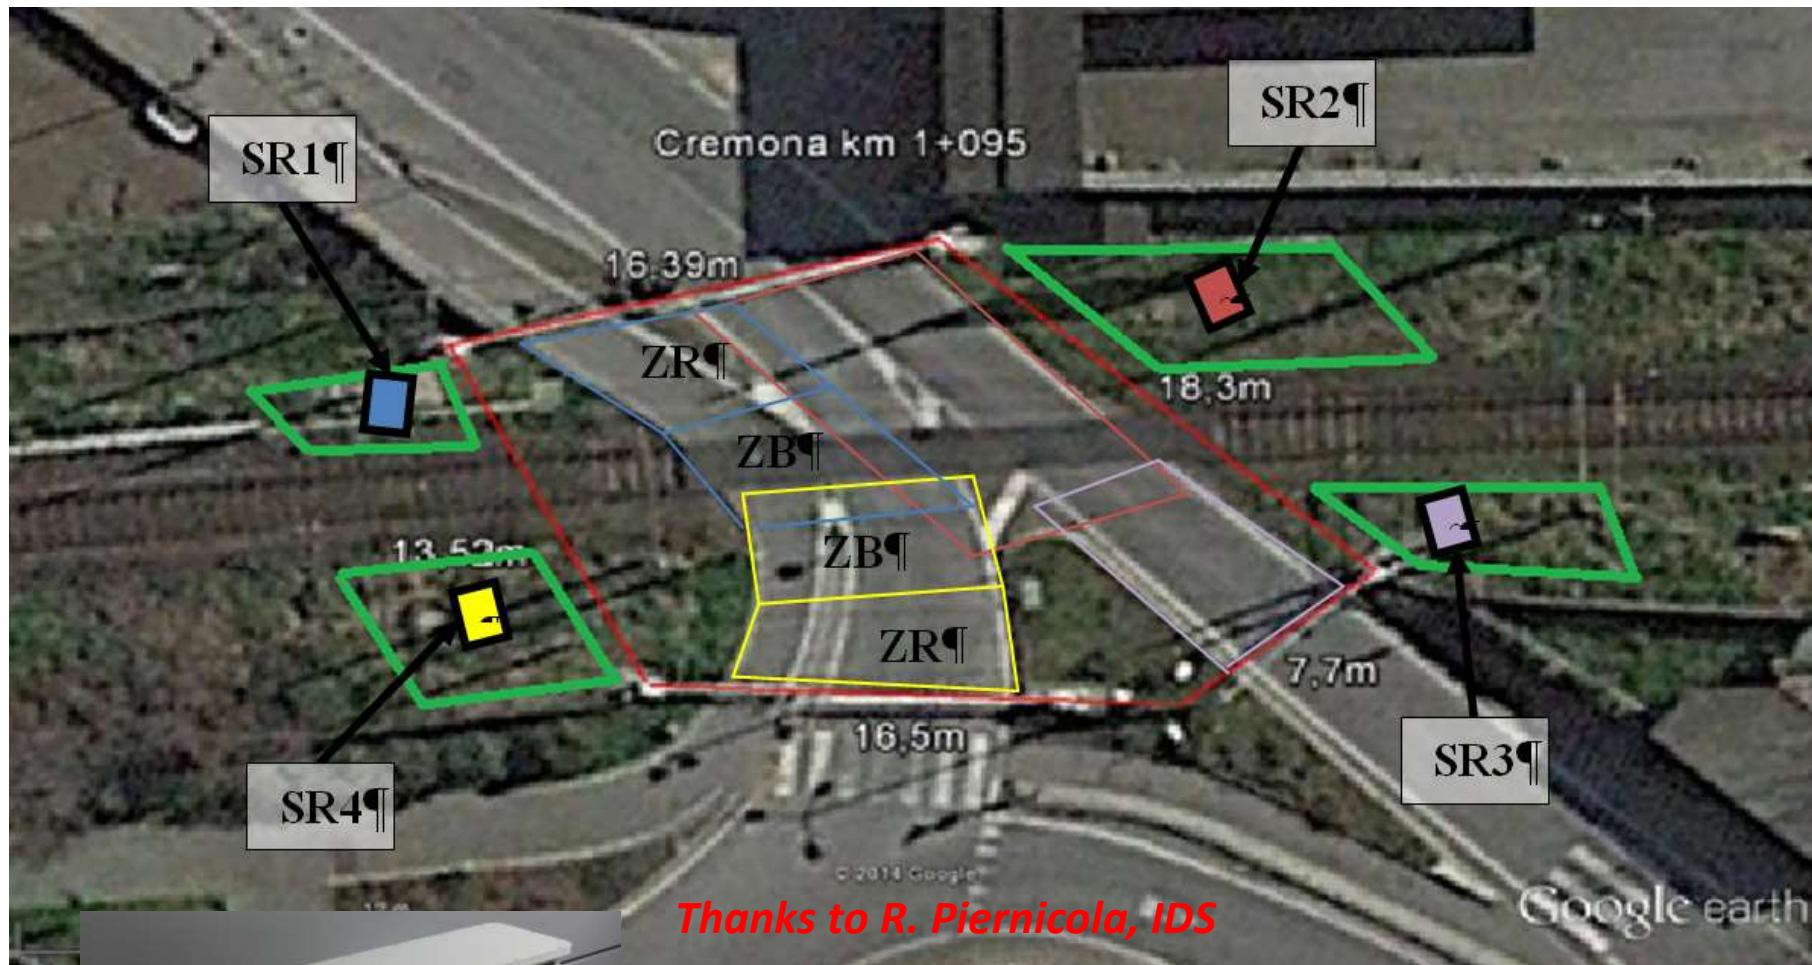 Cremona km 1+095
SR2¶
SR1¶
16.39m
ZR¶
18,3m
ZB¶
13,52m
ZB¶
ZR¶
7,7m
16,5m
SR3¶
SR4¶
© 2014 Google
Thanks to R. Piernicola, IDS
Google earth